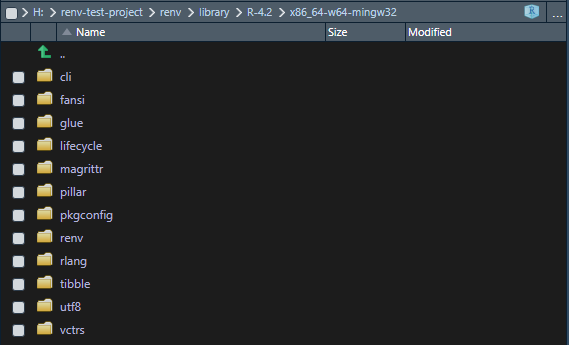 H: renv-test-project renv library R-4.2 x86_64-w64-mingw32 R ...
Name Size Modified
..
cli
fansi
glue
lifecycle
magrittr
pillar
pkgconfig
renv
rlang
tibble
utf8
vctrs